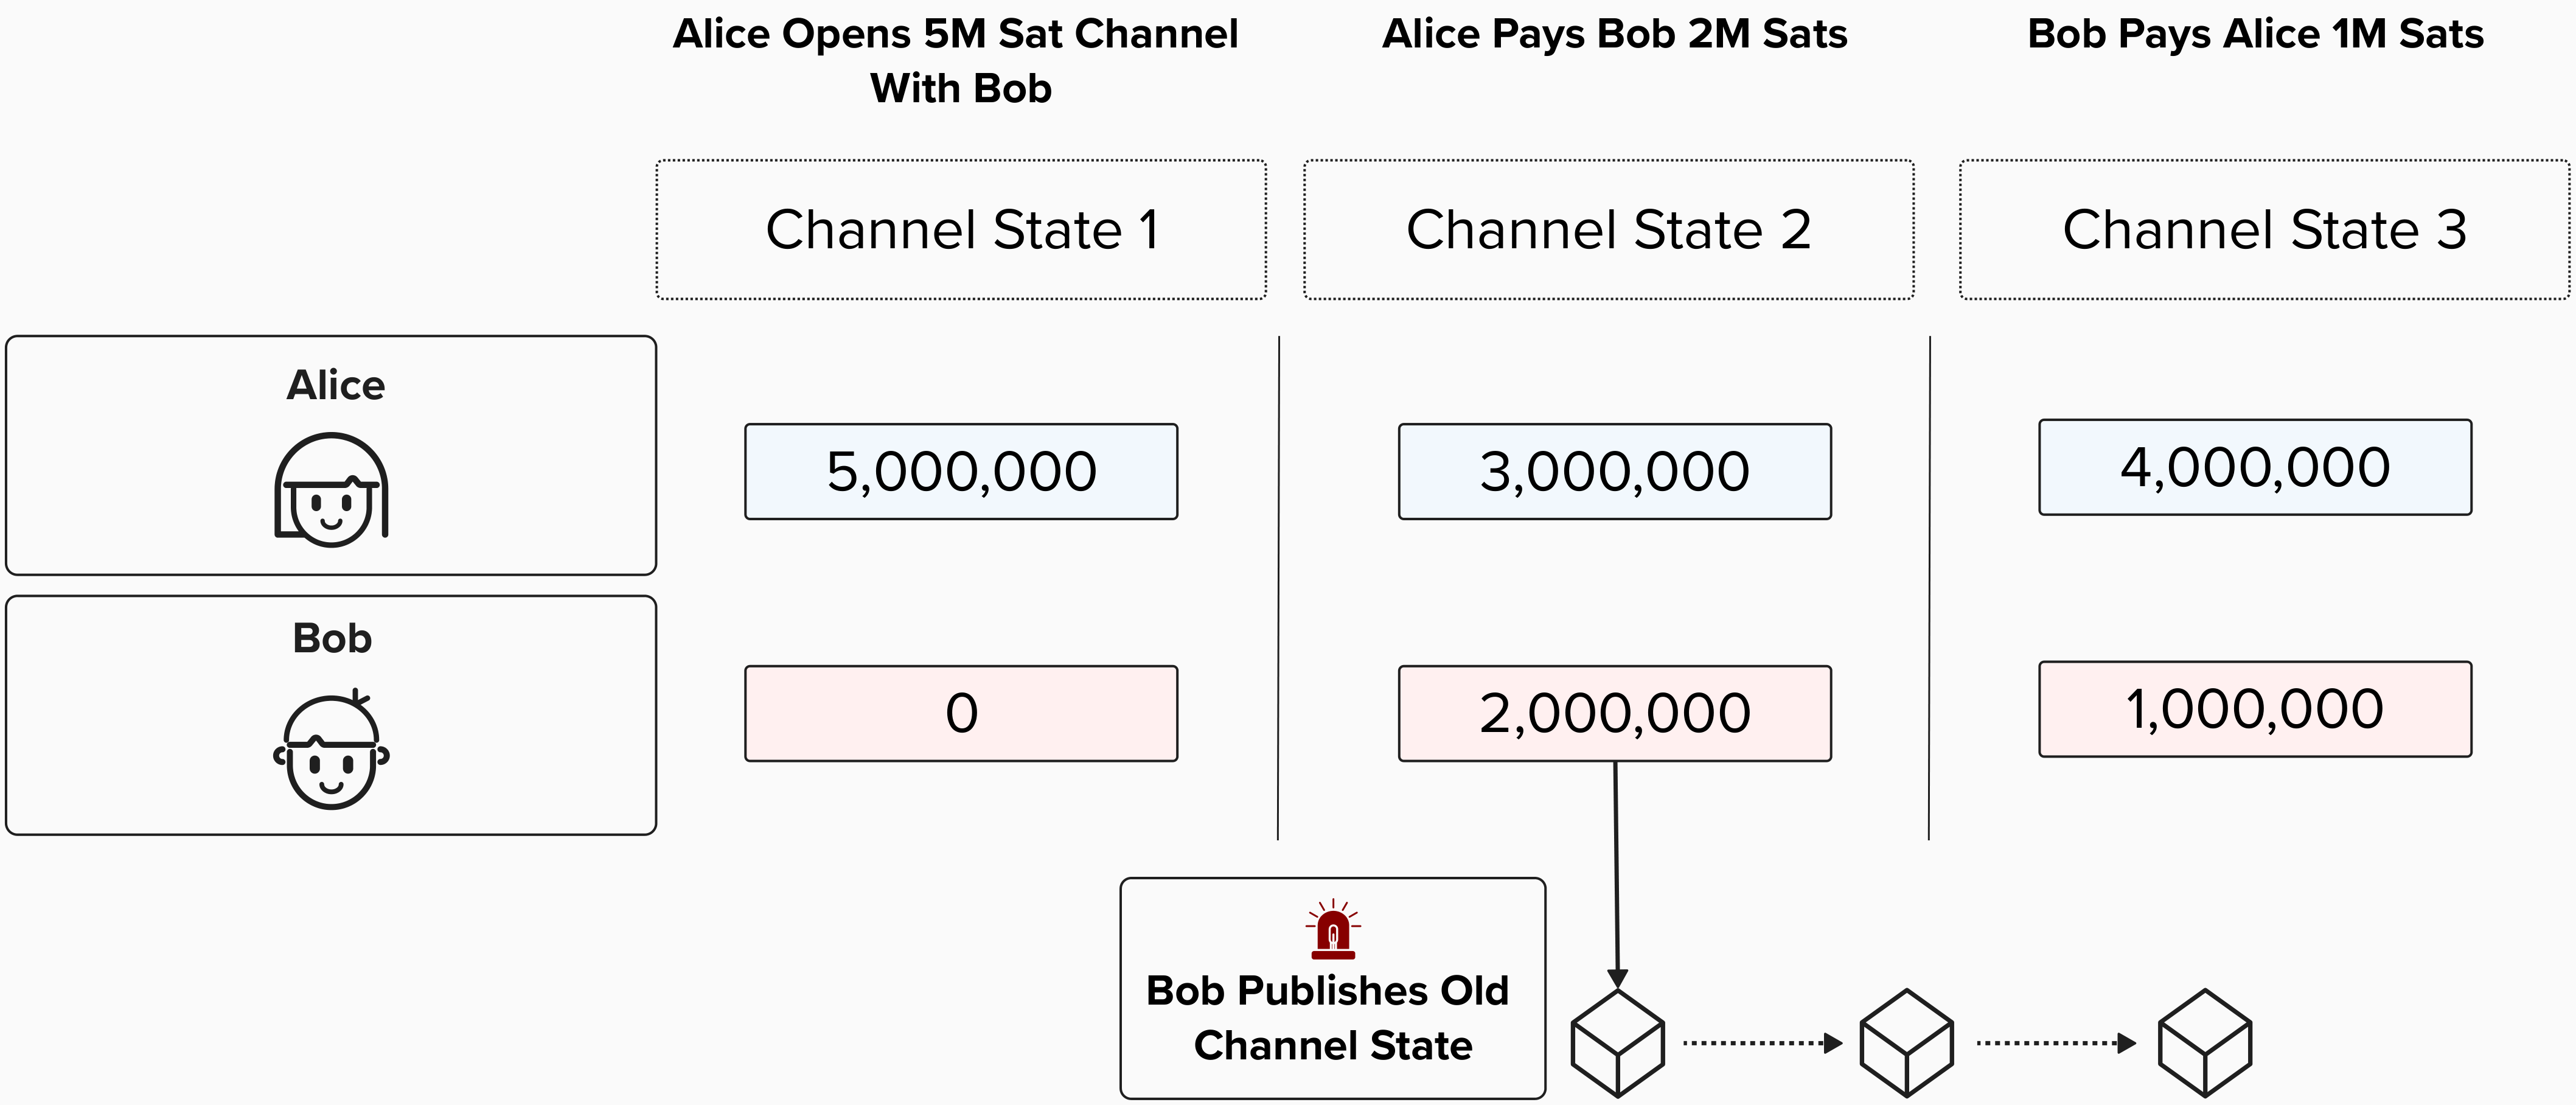 Alice Opens 5M Sat Channel
With Bob
Alice Pays Bob 2M Sats
Bob Pays Alice 1M Sats
Channel State 1
Channel State 2
Channel State 3
Alice
5,000,000
3,000,000
4,000,000
Bob
0
2,000,000
1,000,000
Bob Publishes Old
Channel State